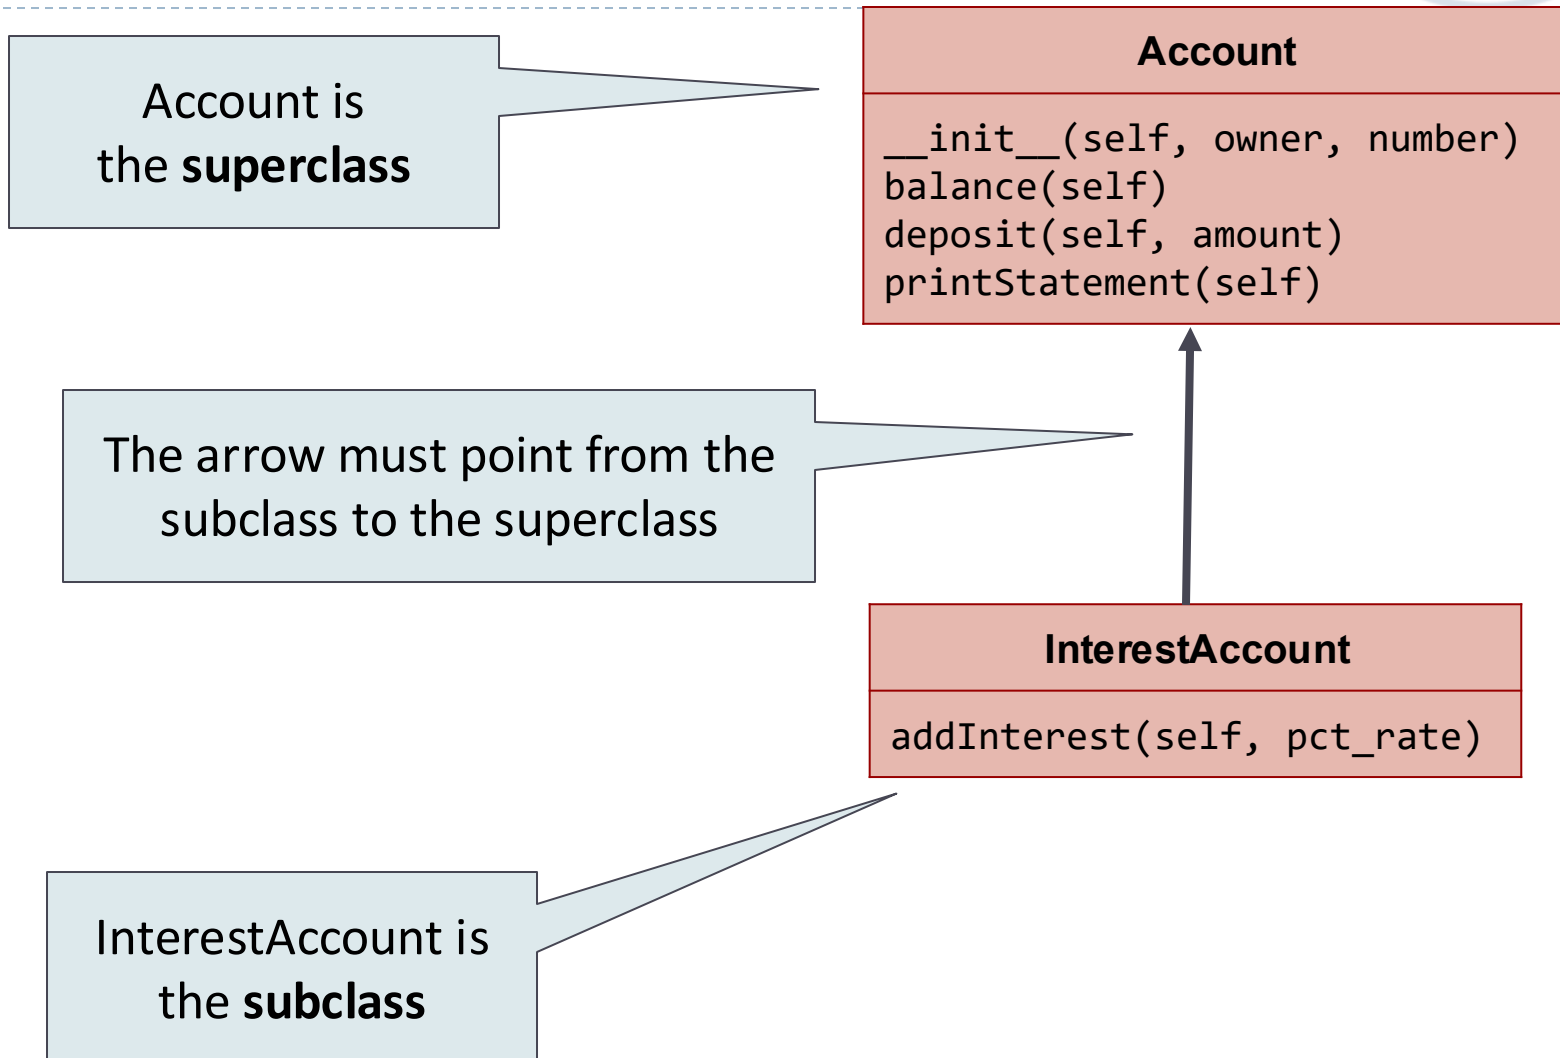 Account
Account is
the superclass
__init__(self, owner, number)
balance(self)
deposit(self, amount)
printStatement(self)
The arrow must point from the
subclass to the superclass
InterestAccount
addInterest(self, pct_rate)
InterestAccount is
the subclass